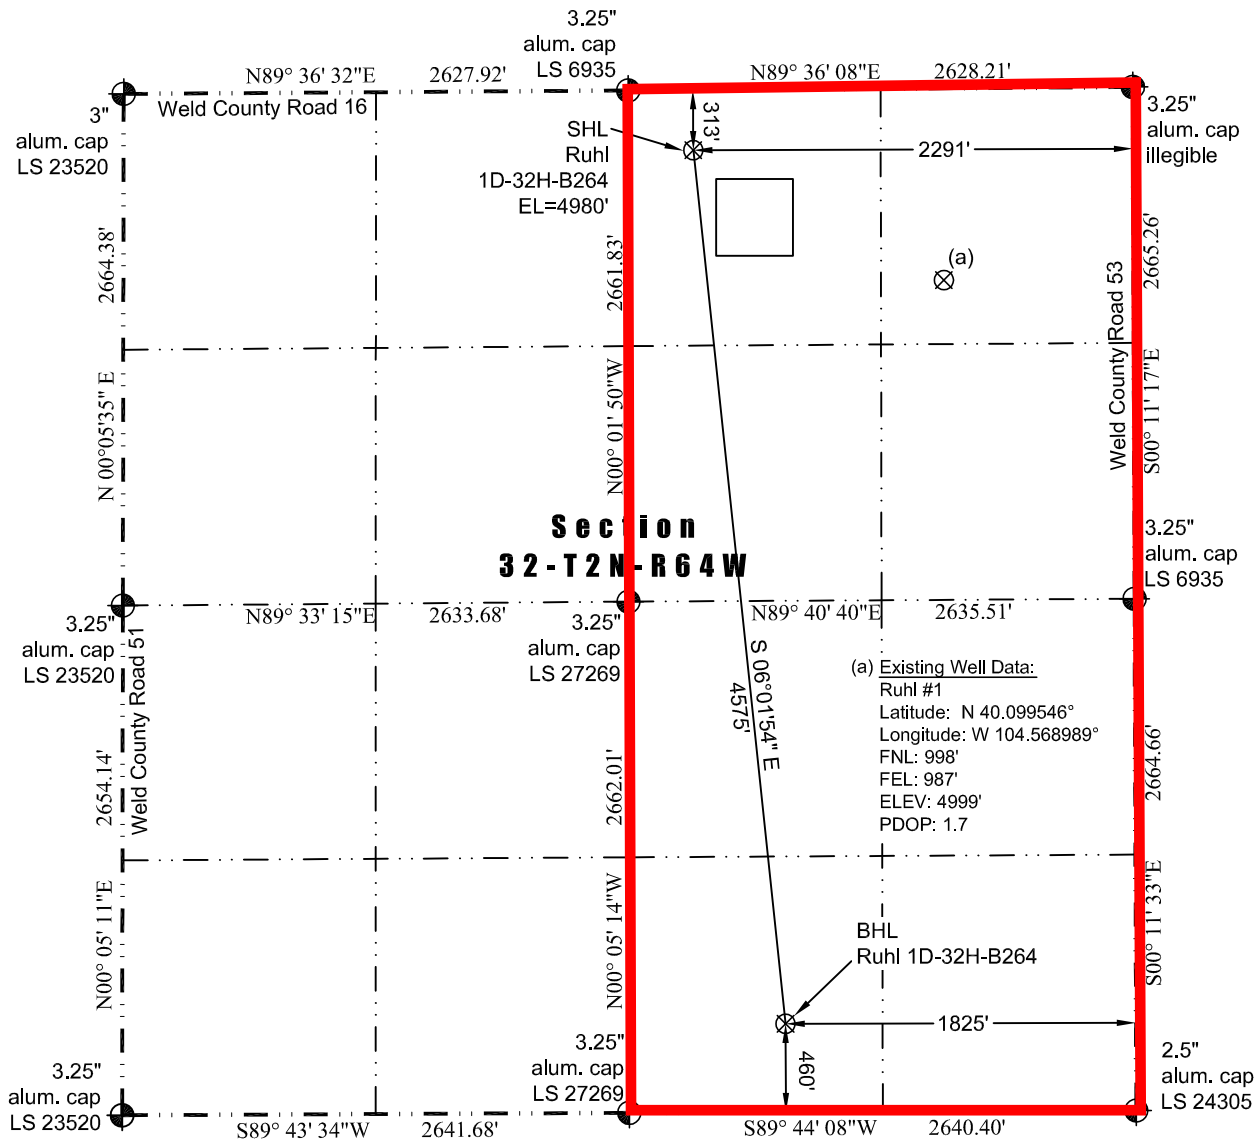 3.25"
alum. cap
LS 6935
N89° 36' 32"E
2627.92'
N89° 36' 08"E
2628.21'
Weld County Road 16
3"
alum. cap
LS 23520
3.25"
alum. cap
illegible
313'
SHL
Ruhl
1D-32H-B264
EL=4980'
2291'
(a)
2664.38'
2661.83'
2665.26'
Weld County Road 53
N 00°05'35" E
N00° 01' 50"W
S00° 11' 17"E
Section
32-T2N-R64W
3.25"
alum. cap
LS 6935
N89° 33' 15"E
2633.68'
N89° 40' 40"E
2635.51'
3.25"
alum. cap
LS 23520
3.25"
alum. cap
LS 27269
Weld County Road 51
S 06°01'54" E
4575'
(a) Existing Well Data:
Ruhl #1
Latitude: N 40.099546°
Longitude: W 104.568989°
FNL: 998'
FEL: 987'
ELEV: 4999'
PDOP: 1.7
2654.14'
2662.01'
2664.66'
N00° 05' 11"E
N00° 05' 14"W
S00° 11' 33"E
BHL
Ruhl 1D-32H-B264
1825'
460'
3.25"
alum. cap
LS 23520
3.25"
alum. cap
LS 27269
2.5"
alum. cap
LS 24305
S89° 43' 34"W
2641.68'
S89° 44' 08"W
2640.40'